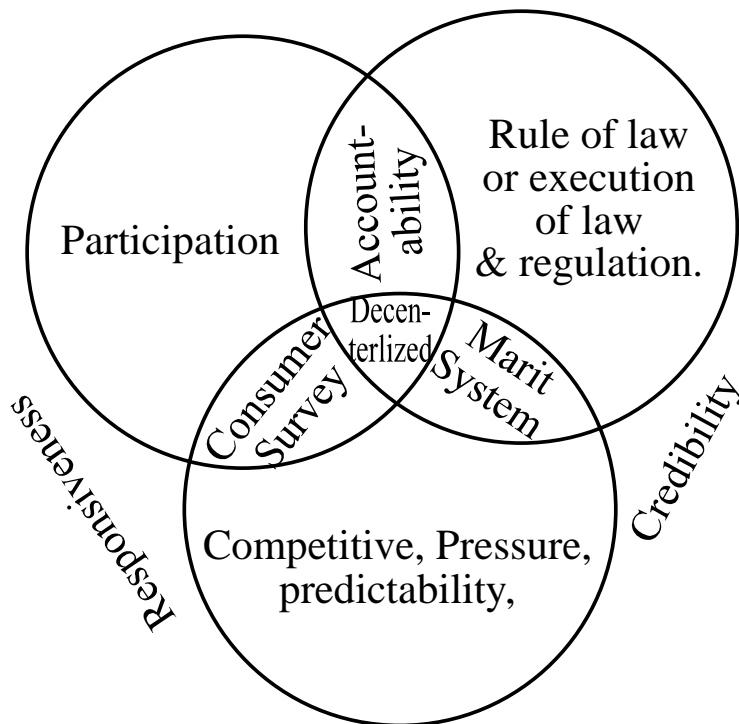 Participation
Account-
ability
Rule of law
or execution
of law
& regulation.
Decen-
terlized
Consumer
Survey
Marit
System
Responsiveness
Credibility
Competitive, Pressure,
predictability,